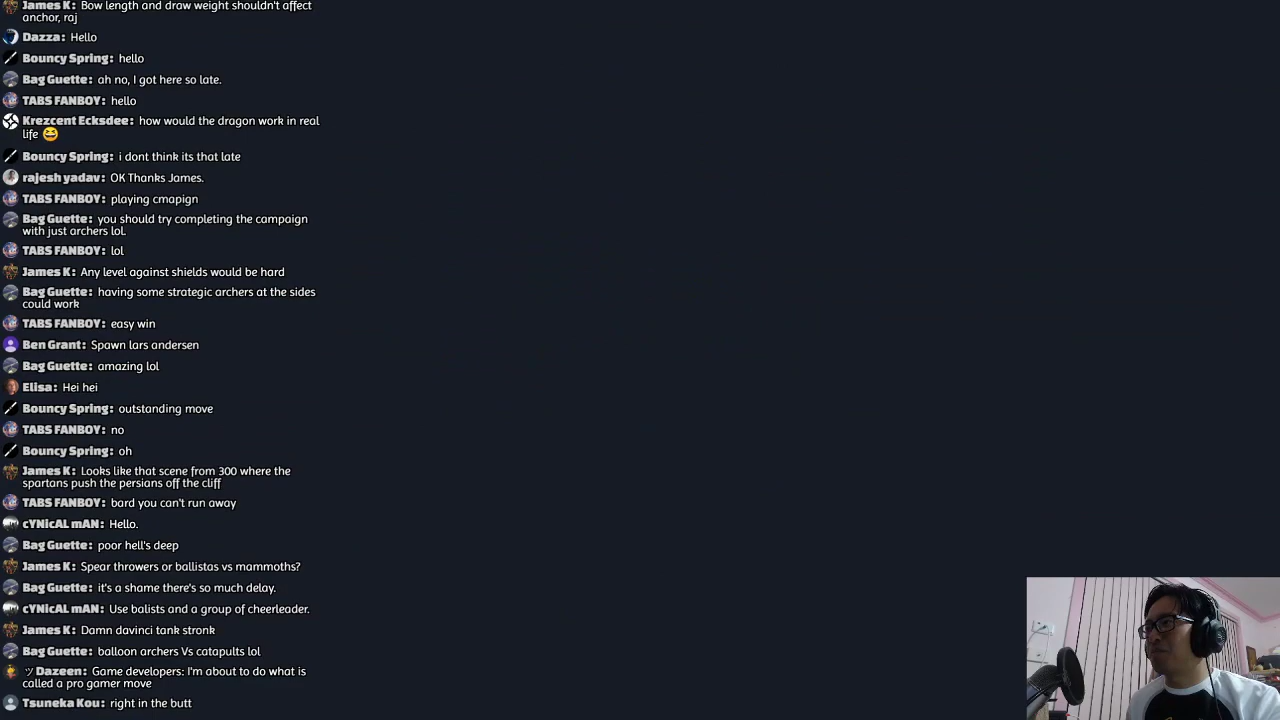 James K: Bow length and draw weight shouldn't affect
anchor, raj
Dazza: Hello
Bouncy Spring: hello
Bag Guette: ah no, I got here so late.
TABS FANBOY: hello
Krezcent Ecksdee: how would the dragon work in real
life 😆
Bouncy Spring: i dont think its that late
rajesh yadav: OK Thanks James.
TABS FANBOY: playing cmapign
Bag Guette: you should try completing the campaign
with just archers lol.
TABS FANBOY: lol
James K: Any level against shields would be hard
Bag Guette: having some strategic archers at the sides
could work
TABS FANBOY: easy win
Ben Grant: Spawn lars andersen
Bag Guette: amazing lol
Elisa: Hei hei
Bouncy Spring: outstanding move
TABS FANBOY: no
Bouncy Spring: oh
James K: Looks like that scene from 300 where the
spartans push the persians off the cliff
TABS FANBOY: bard you can't run away
cYNicAL mAN: Hello.
Bag Guette: poor hell's deep
James K: Spear throwers or ballistas vs mammoths?
Bag Guette: it's a shame there's so much delay.
cYNicAL mAN: Use balists and a group of cheerleader.
James K: Damn davinci tank stronk
Bag Guette: balloon archers Vs catapults lol
ッDazeen: Game developers: I'm about to do what is
called a pro gamer move
Tsuneka Kou: right in the butt